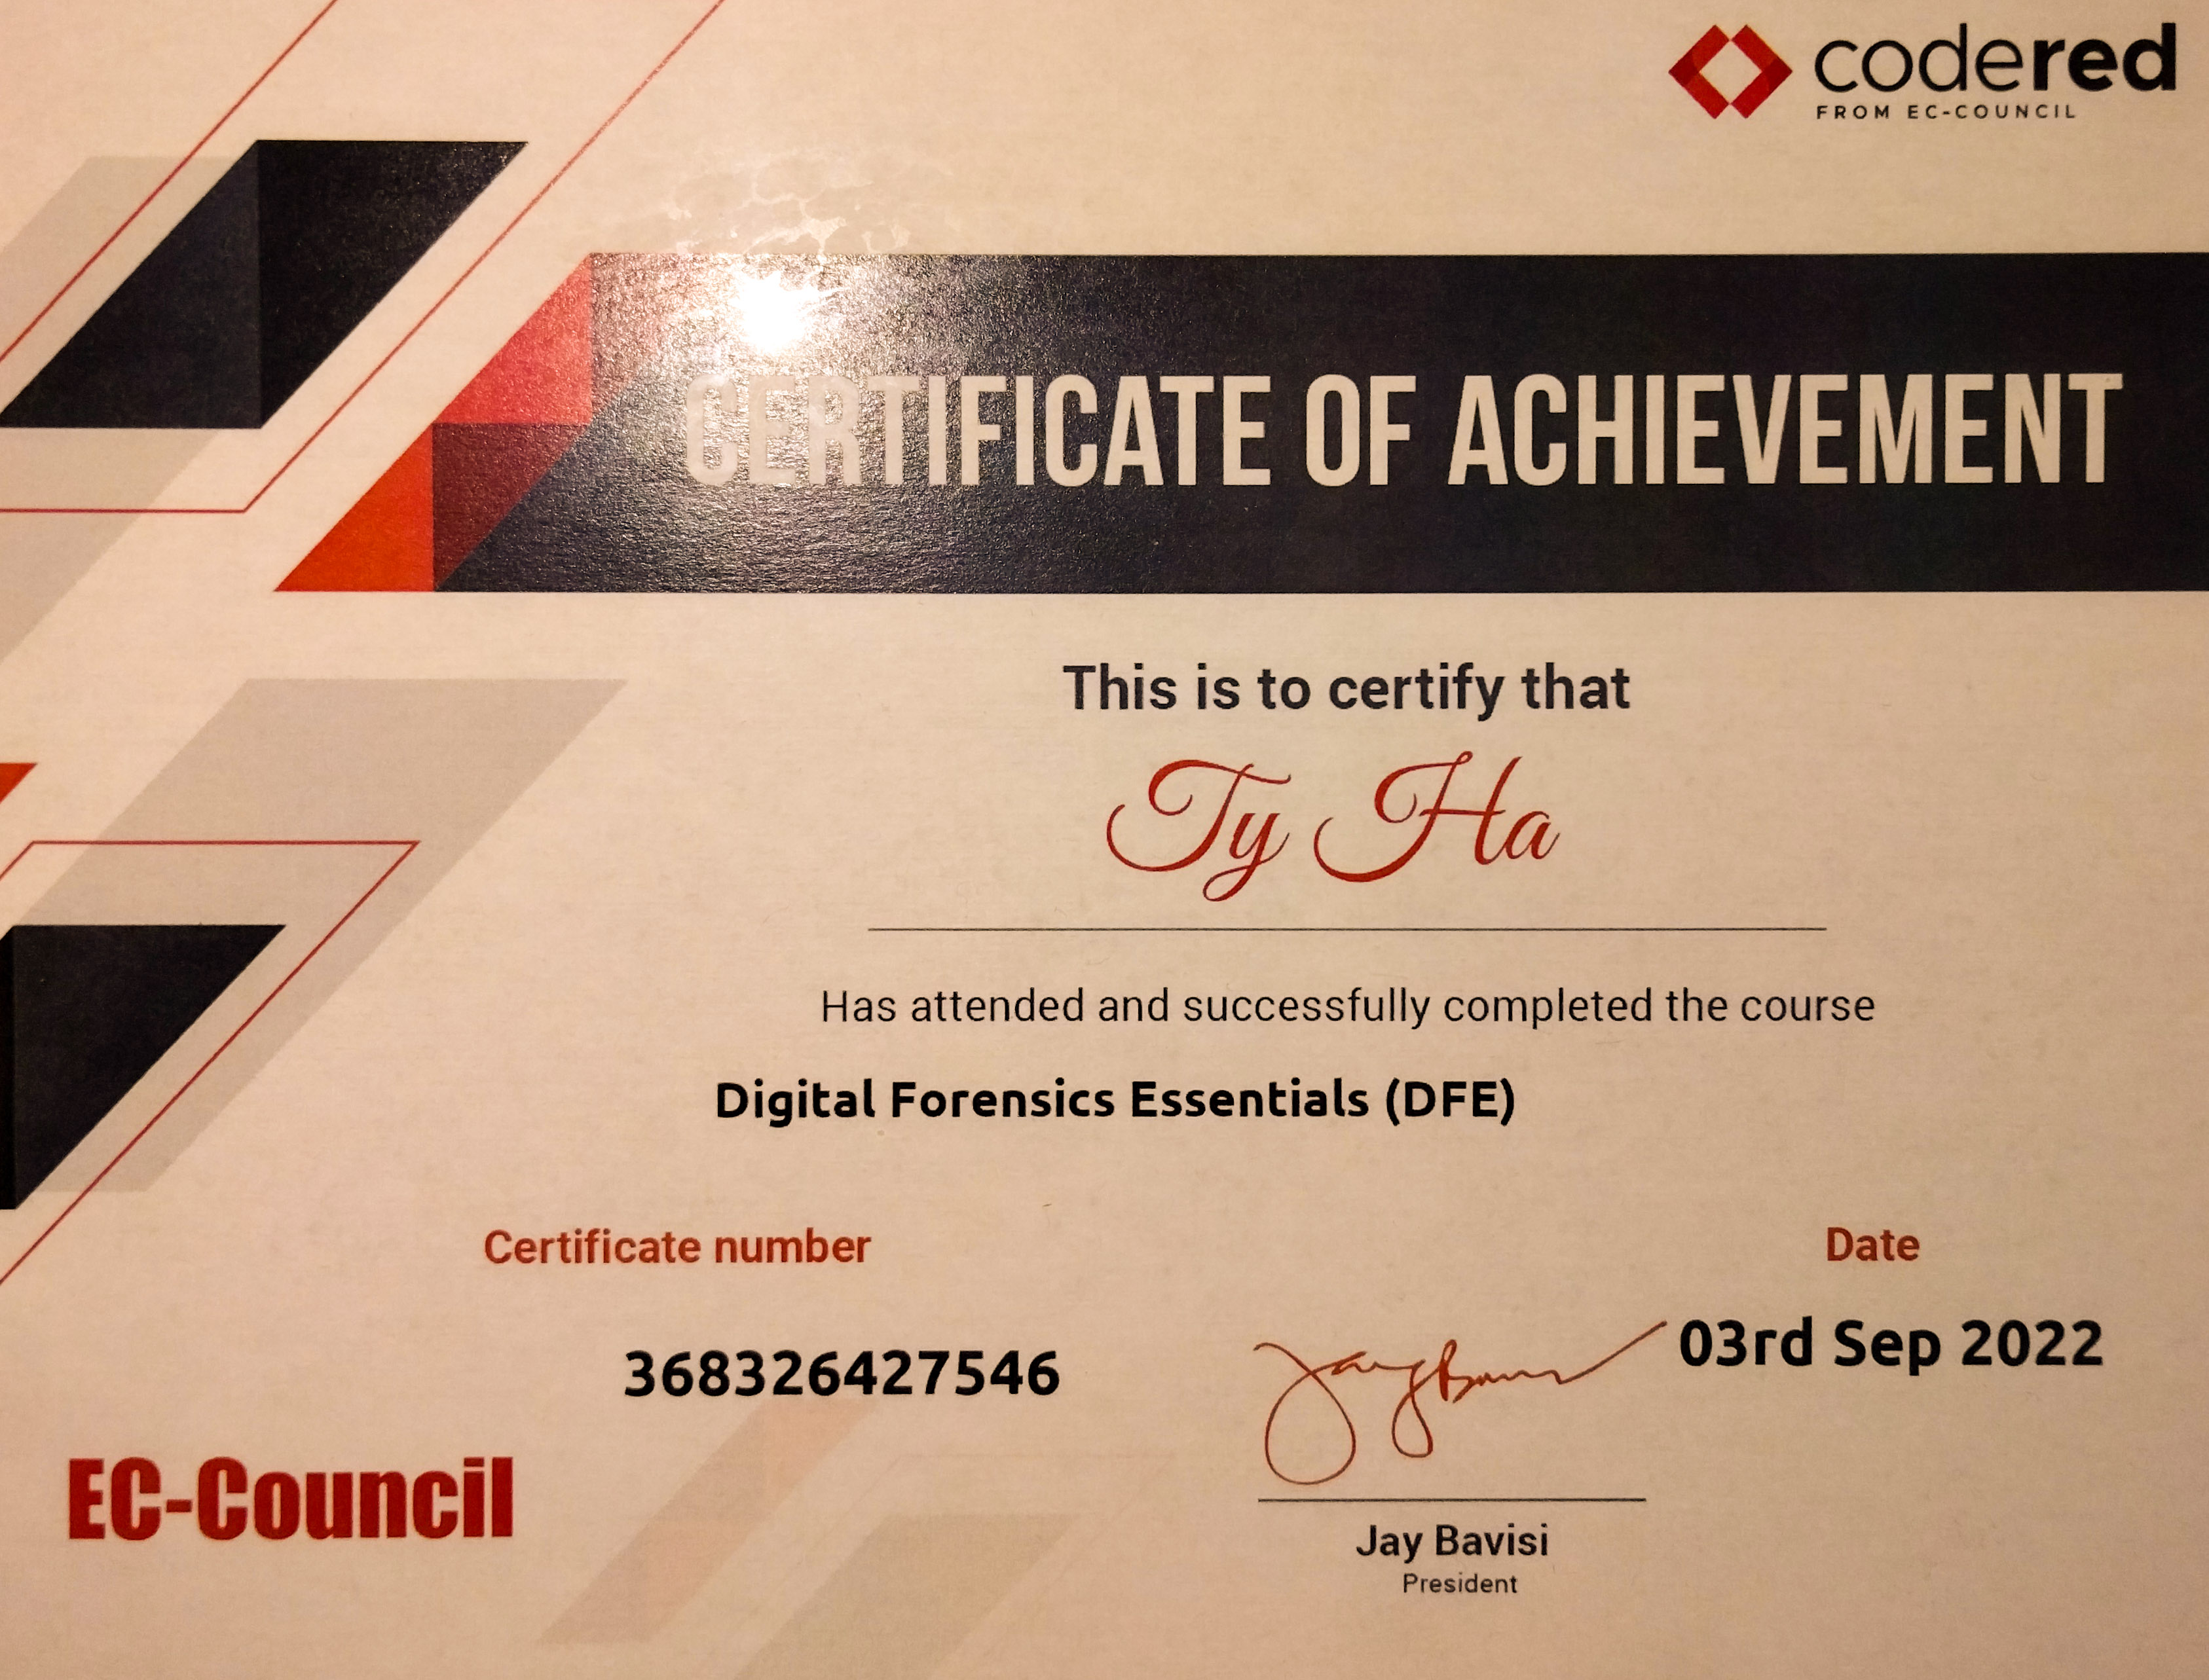 codered
FROM EC-COUNCIL
CERTIFICATE OF ACHIEVEMENT
This is to certify that
Ty Ha
Has attended and successfully completed the course
Digital Forensics Essentials (DFE)
Certificate number
Date
368326427546
03rd Sep 2022
EC-Council
Jay Bavisi
President